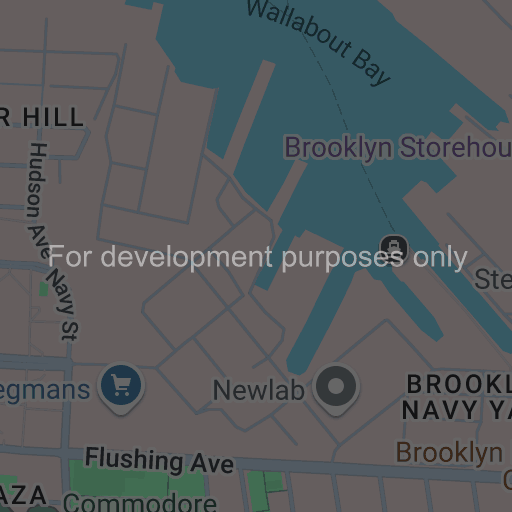 Wallabout Bay
R HILL
Brooklyn Storehou
Hudson Ave
For development purposes only
Navy St
Ste
egmans
Newlab
BROOKL
NAVY YA
Flushing Ave
Brooklyn
C
AZA
Commodore